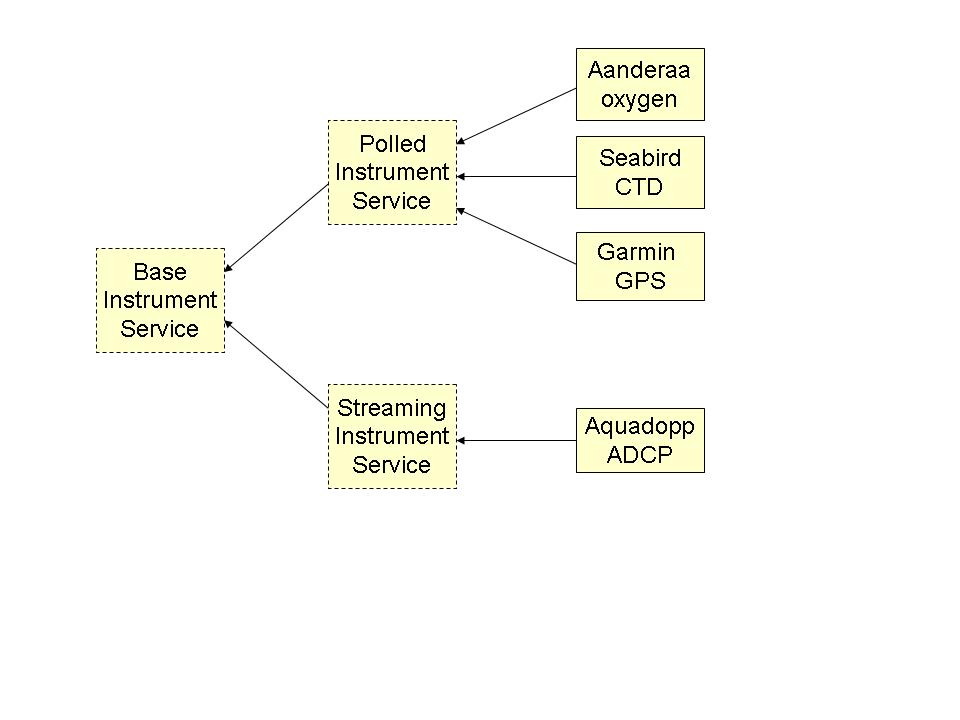 Aanderaa
oxygen
Polled
Instrument
Service
Seabird
CTD
Garmin
GPS
Base
Instrument
Service
Streaming
Instrument
Service
Aquadopp
ADCP